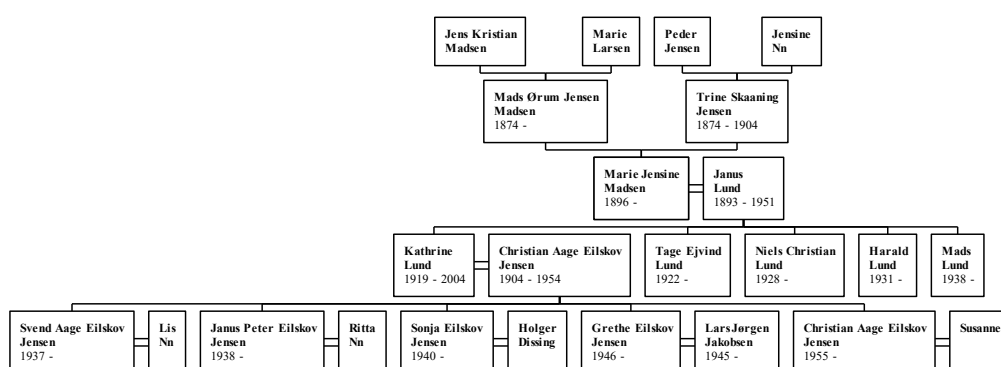 Jens Kristian
Madsen
Marie
Larsen
Peder
Jensen
Jensine
Nn
Mads Ørum Jensen
Madsen
1874 -
Trine Skaaning
Jensen
1874 - 1904
Marie Jensine
Madsen
1896 -
Janus
Lund
1893 - 1951
Kathrine
Lund
1919 - 2004
Christian Aage Eilskov
Jensen
1904 - 1954
Tage Ejvind
Lund
1922 -
Niels Christian
Lund
1928 -
Harald
Lund
1931 -
Mads
Lund
1938 -
Svend Aage Eilskov
Jensen
1937 -
Lis
Nn
Janus Peter Eilskov
Jensen
1938 -
Ritta
Nn
Sonja Eilskov
Jensen
1940 -
Holger
Dissing
Grethe Eilskov
Jensen
1946 -
Lars Jørgen
Jakobsen
1945 -
Christian Aage Eilskov
Jensen
1955 -
Susanne